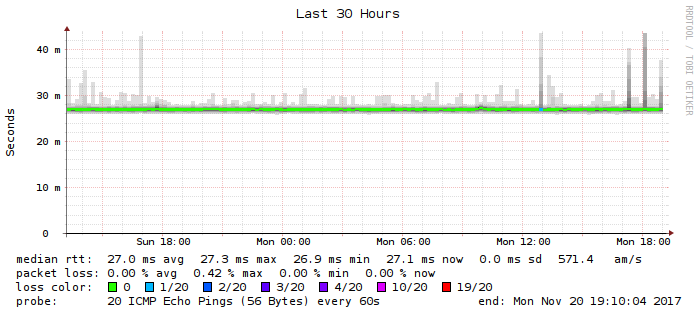 Last 30 Hours
RRDTOOL / TOBI OETIKER
Seconds
40 m
30 m
20 m
10 m
0
Sun 18:00 Mon 00:00 Mon 06:00 Mon 12:00 Mon 18:00
median rtt: 27.0 ms avg 27.3 ms max 26.9 ms min 27.1 ms now 0.0 ms sd 571.4 am/s
packet loss: 0.00 % avg 0.42 % max 0.00 % min 0.00 % now
loss color: 0 1/20 2/20 3/20 4/20 10/20 19/20
probe: 20 ICMP Echo Pings (56 Bytes) every 60s end: Mon Nov 20 19:10:04 2017